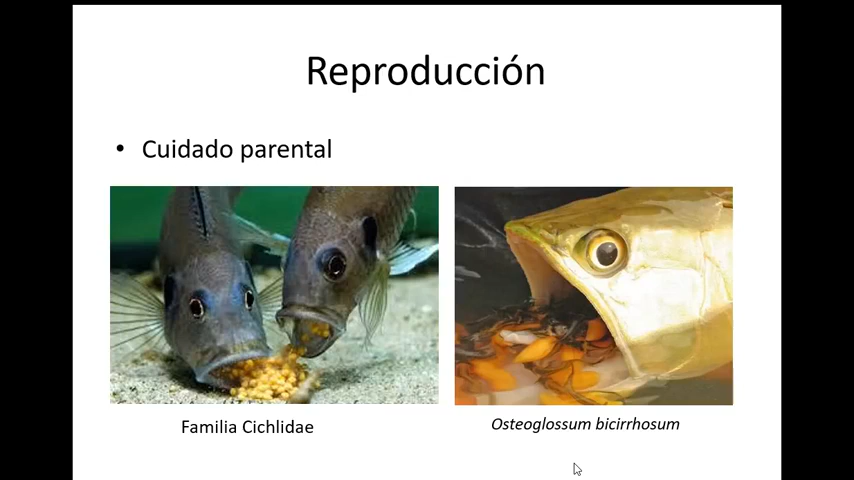 Reproducción
• Cuidado parental
Familia Cichlidae
Osteoglossum bicirrhosum